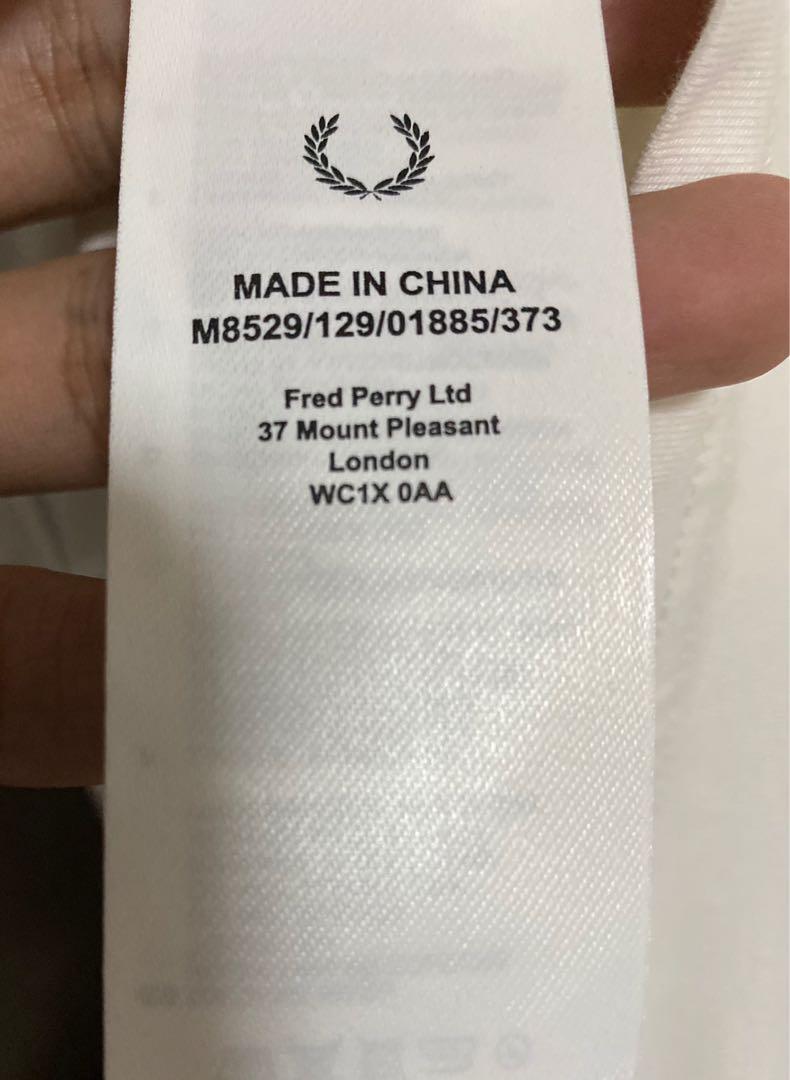 MADE IN CHINA
M8529/129/01885/373
Fred Perry Ltd
37 Mount Pleasant
London
WC1X 0AA